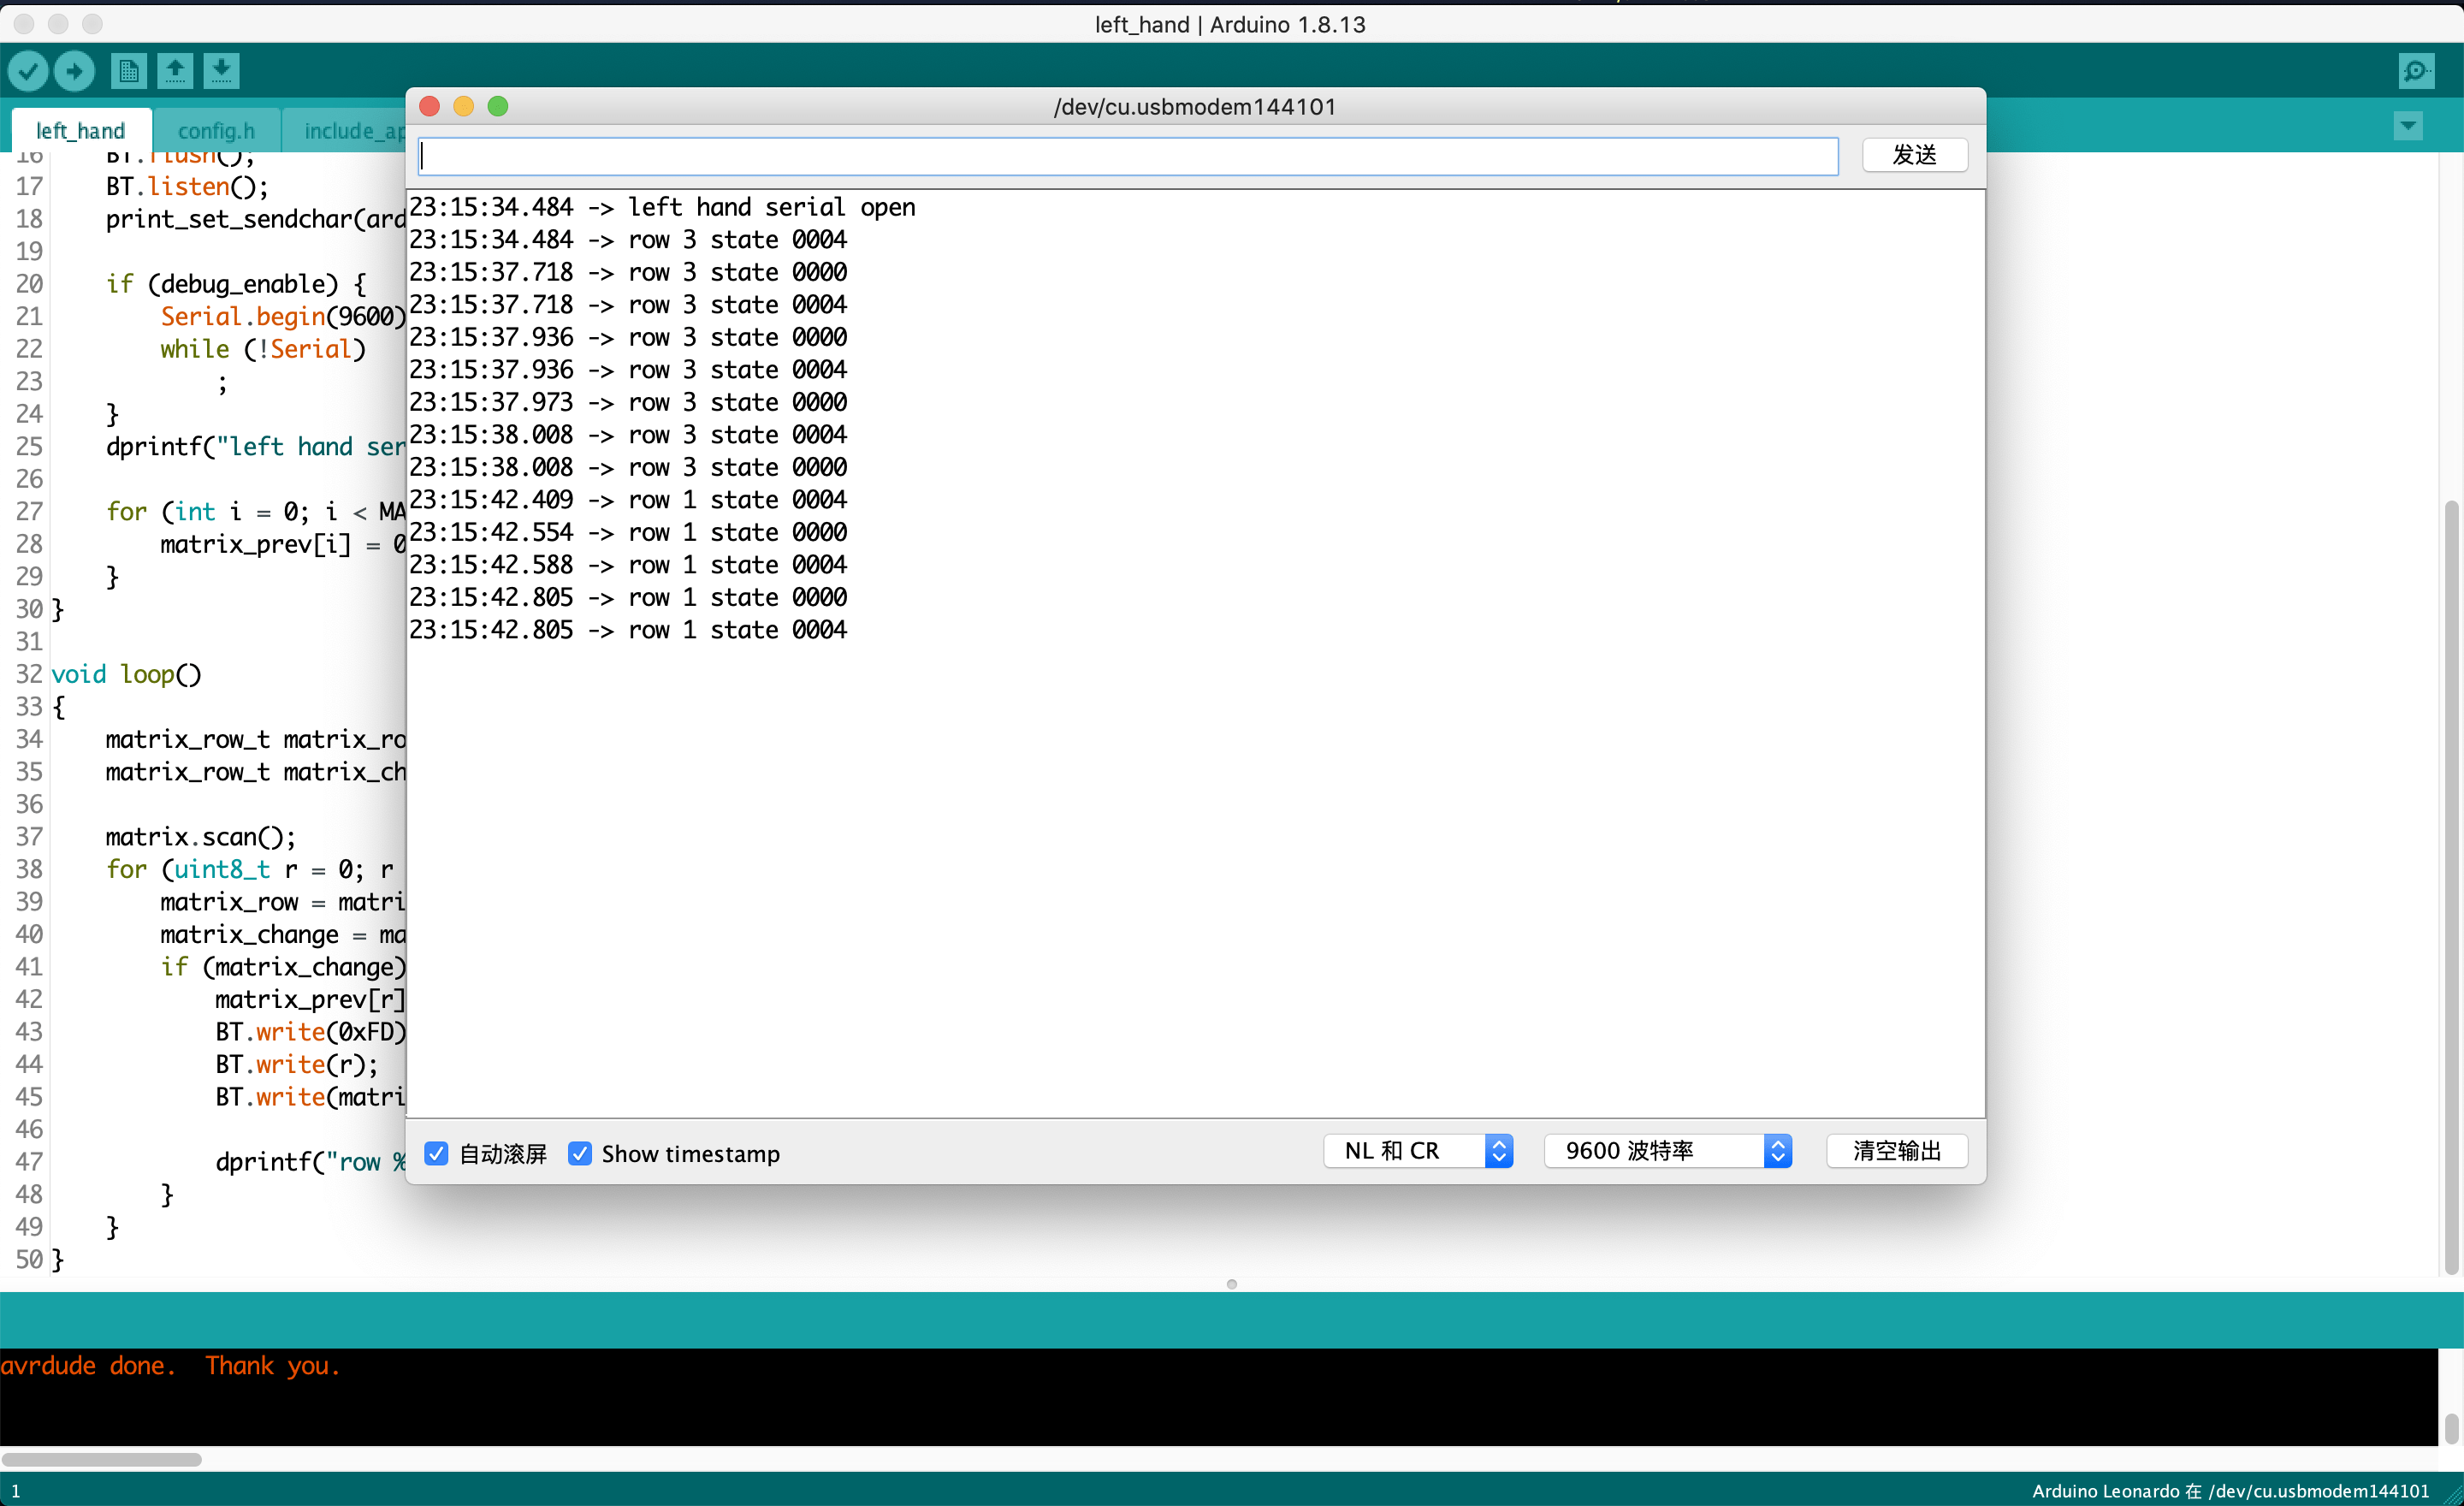 left_hand | Arduino 1.8.13
left_hand
config.h
include_ap
/dev/cu.usbmodem144101
发送
16 BT.flush();
17 BT.listen();
18 print_set_sendchar(ard
19
20 if (debug_enable) {
21 Serial.begin(9600)
22 while (!Serial)
23 ;
24 }
25 dprintf("left hand ser
26
27 for (int i = 0; i < MA
28 matrix_prev[i] = 0
29 }
30 }
31
32 void loop()
33 {
34 matrix_row_t matrix_ro
35 matrix_row_t matrix_ch
36
37 matrix.scan();
38 for (uint8_t r = 0; r
39 matrix_row = matri
40 matrix_change = ma
41 if (matrix_change)
42 matrix_prev[r]
43 BT.write(0xFD)
44 BT.write(r);
45 BT.write(matri
46
47 dprintf("row %
48 }
49 }
50 }
23:15:34.484 -> left hand serial open
23:15:34.484 -> row 3 state 0004
23:15:37.718 -> row 3 state 0000
23:15:37.718 -> row 3 state 0004
23:15:37.936 -> row 3 state 0000
23:15:37.936 -> row 3 state 0004
23:15:37.973 -> row 3 state 0000
23:15:38.008 -> row 3 state 0004
23:15:38.008 -> row 3 state 0000
23:15:42.409 -> row 1 state 0004
23:15:42.554 -> row 1 state 0000
23:15:42.588 -> row 1 state 0004
23:15:42.805 -> row 1 state 0000
23:15:42.805 -> row 1 state 0004
自动滚屏
Show timestamp
NL 和 CR
9600 波特率
清空输出
avrdude done.  Thank you.
1
Arduino Leonardo 在 /dev/cu.usbmodem144101